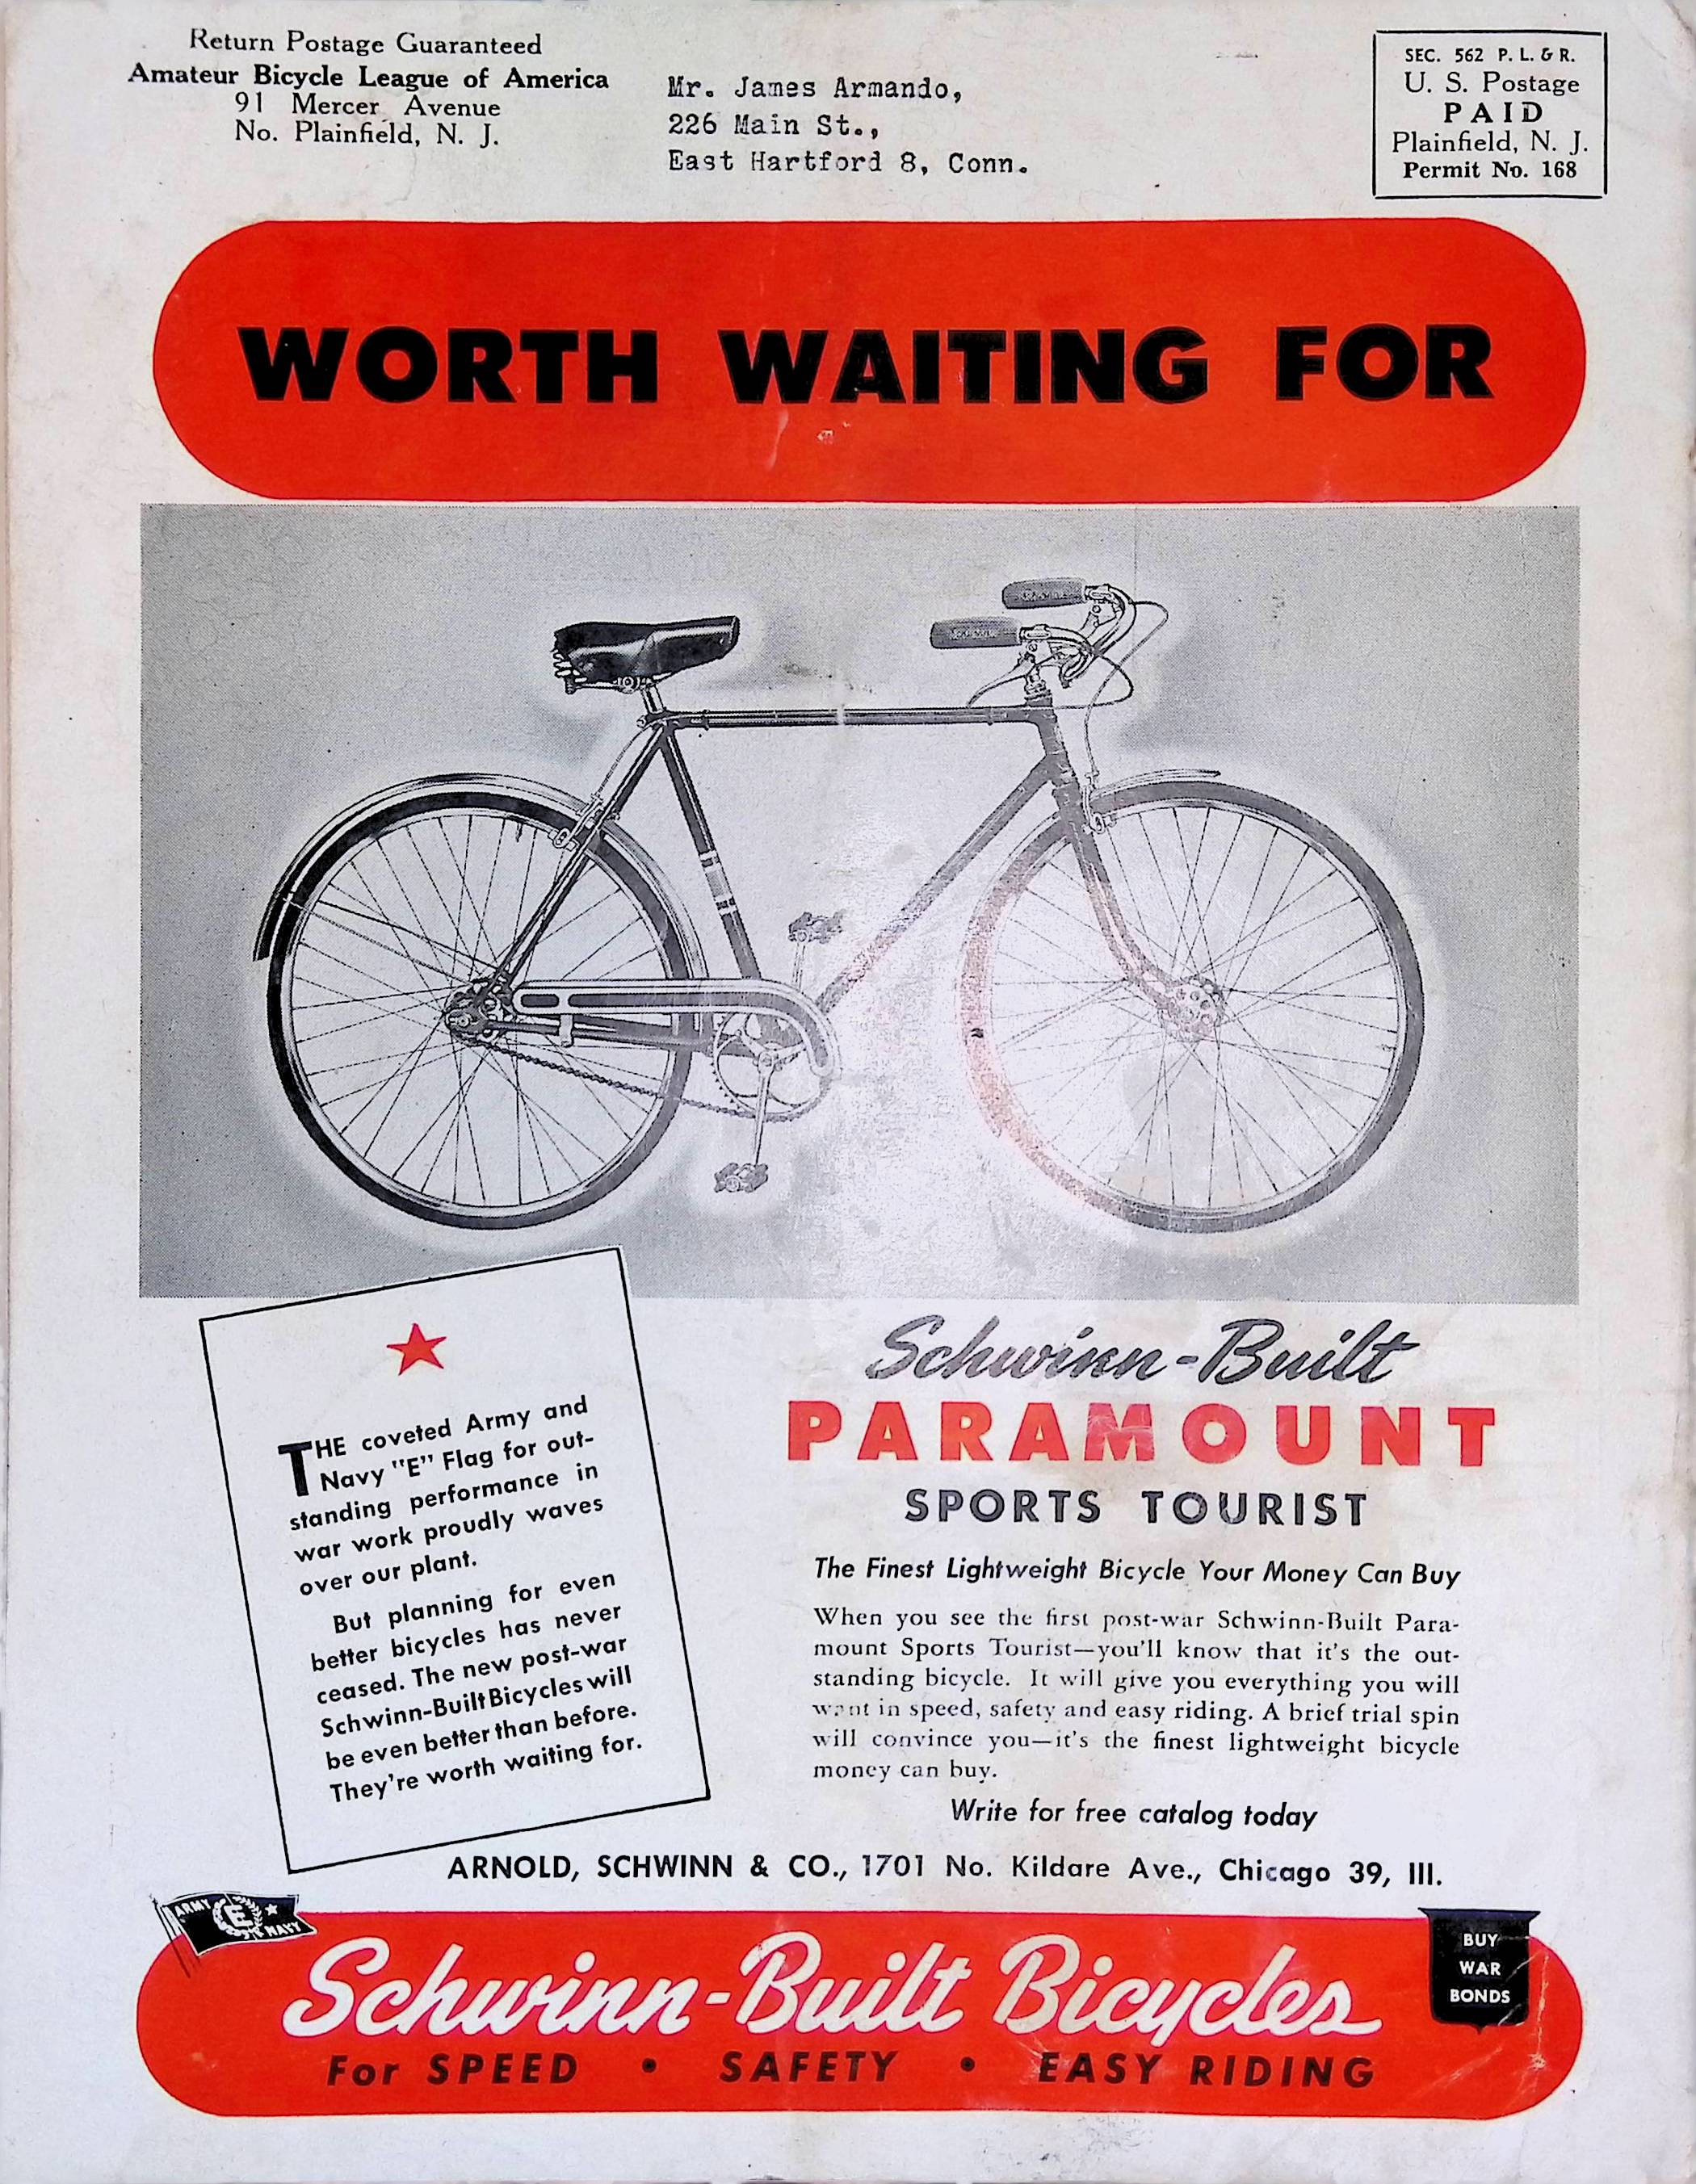 Return Postage Guaranteed
Amateur Bicycle League of America
91 Mercer Avenue
No. Plainfield, N. J.
Mr. James Armando,
226 Main St.,
East Hartford 8, Conn.
SEC. 562 P. L. & R.
U. S. Postage
PAID
Plainfield, N. J.
Permit No. 168
WORTH WAITING FOR
THE coveted Army and
Navy "E" Flag for out-
standing performance in
war work proudly waves
over our plant.
But planning for even
better bicycles has never
ceased. The new post-war
Schwinn-Built Bicycles will
be even better than before.
They're worth waiting for.
Schwinn-Built
PARAMOUNT
SPORTS TOURIST
The Finest Lightweight Bicycle Your Money Can Buy
When you see the first post-war Schwinn-Built Para-
mount Sports Tourist—you'll know that it's the out-
standing bicycle. It will give you everything you will
want in speed, safety and easy riding. A brief trial spin
will convince you—it's the finest lightweight bicycle
money can buy.
Write for free catalog today
ARNOLD, SCHWINN & CO., 1701 No. Kildare Ave., Chicago 39, Ill.
ARMY
E
NAVY
Schwinn-Built Bicycles
For SPEED • SAFETY • EASY RIDING
BUY
WAR
BONDS